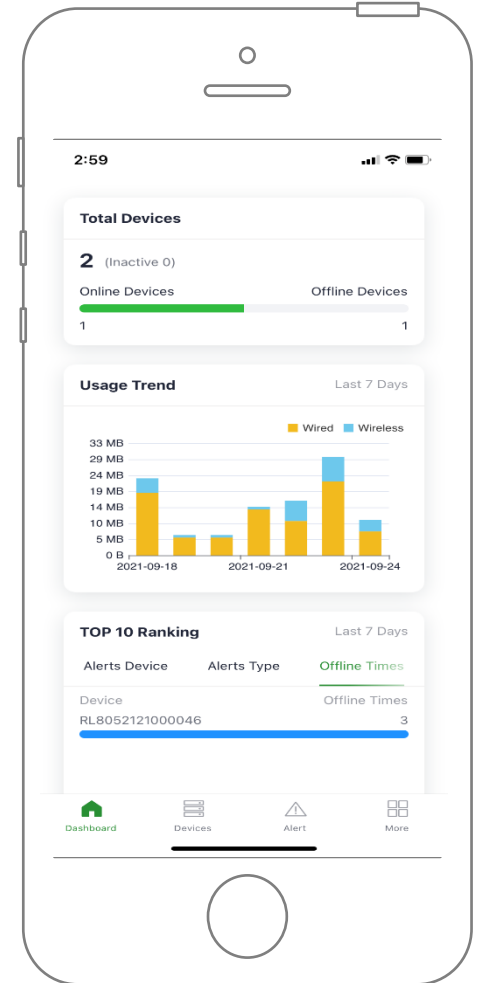 2:59
Total Devices
2 (Inactive 0)
Online Devices Offline Devices
1 1
Usage Trend Last 7 Days
Wired Wireless
33 MB
29 MB
24 MB
19 MB
14 MB
10 MB
5 MB
0 B
2021-09-18 2021-09-21 2021-09-24
TOP 10 Ranking Last 7 Days
Alerts Device Alerts Type Offline Times
Device Offline Times
RL8052121000046 3
Dashboard Devices Alert More